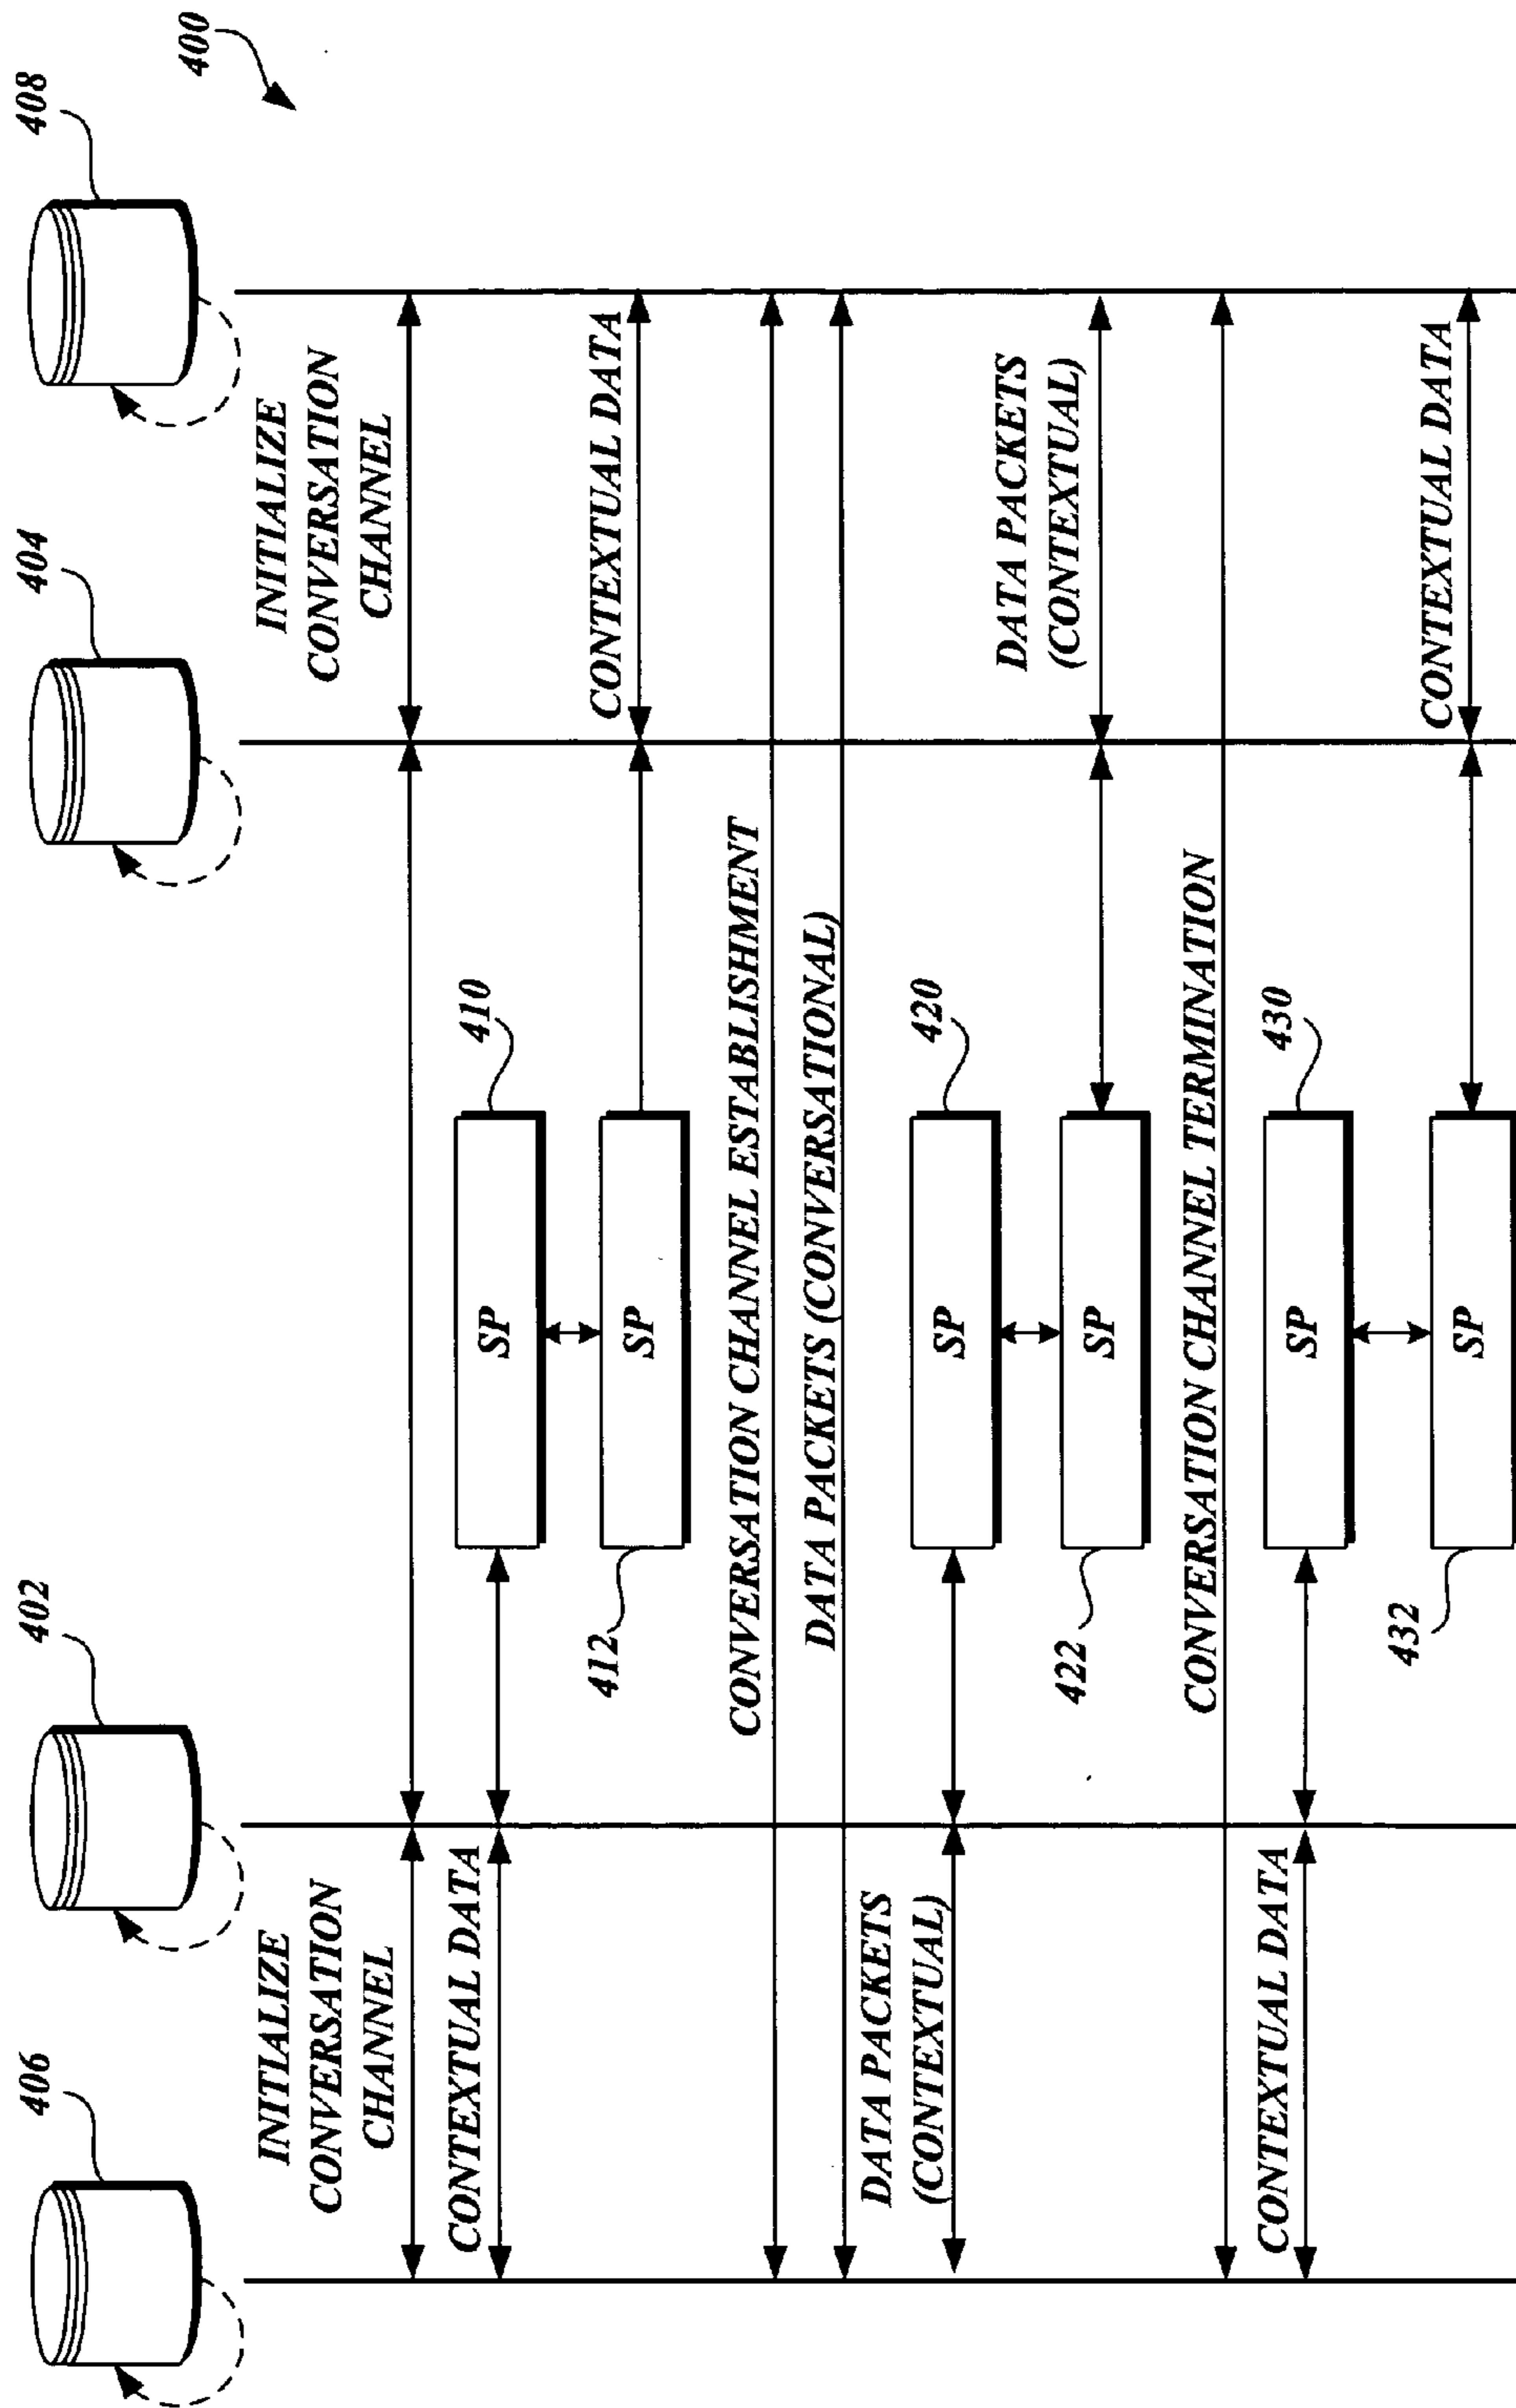 406
402
404
408
400
INITIALIZE
CONVERSATION
CHANNEL
INITIALIZE
CONVERSATION
CHANNEL
CONTEXTUAL DATA
SP
410
412
SP
CONTEXTUAL DATA
CONVERSATION CHANNEL ESTABLISHMENT
DATA PACKETS (CONVERSATIONAL)
DATA PACKETS
(CONTEXTUAL)
SP
420
422
SP
DATA PACKETS
(CONTEXTUAL)
CONVERSATION CHANNEL TERMINATION
CONTEXTUAL DATA
SP
430
432
SP
CONTEXTUAL DATA